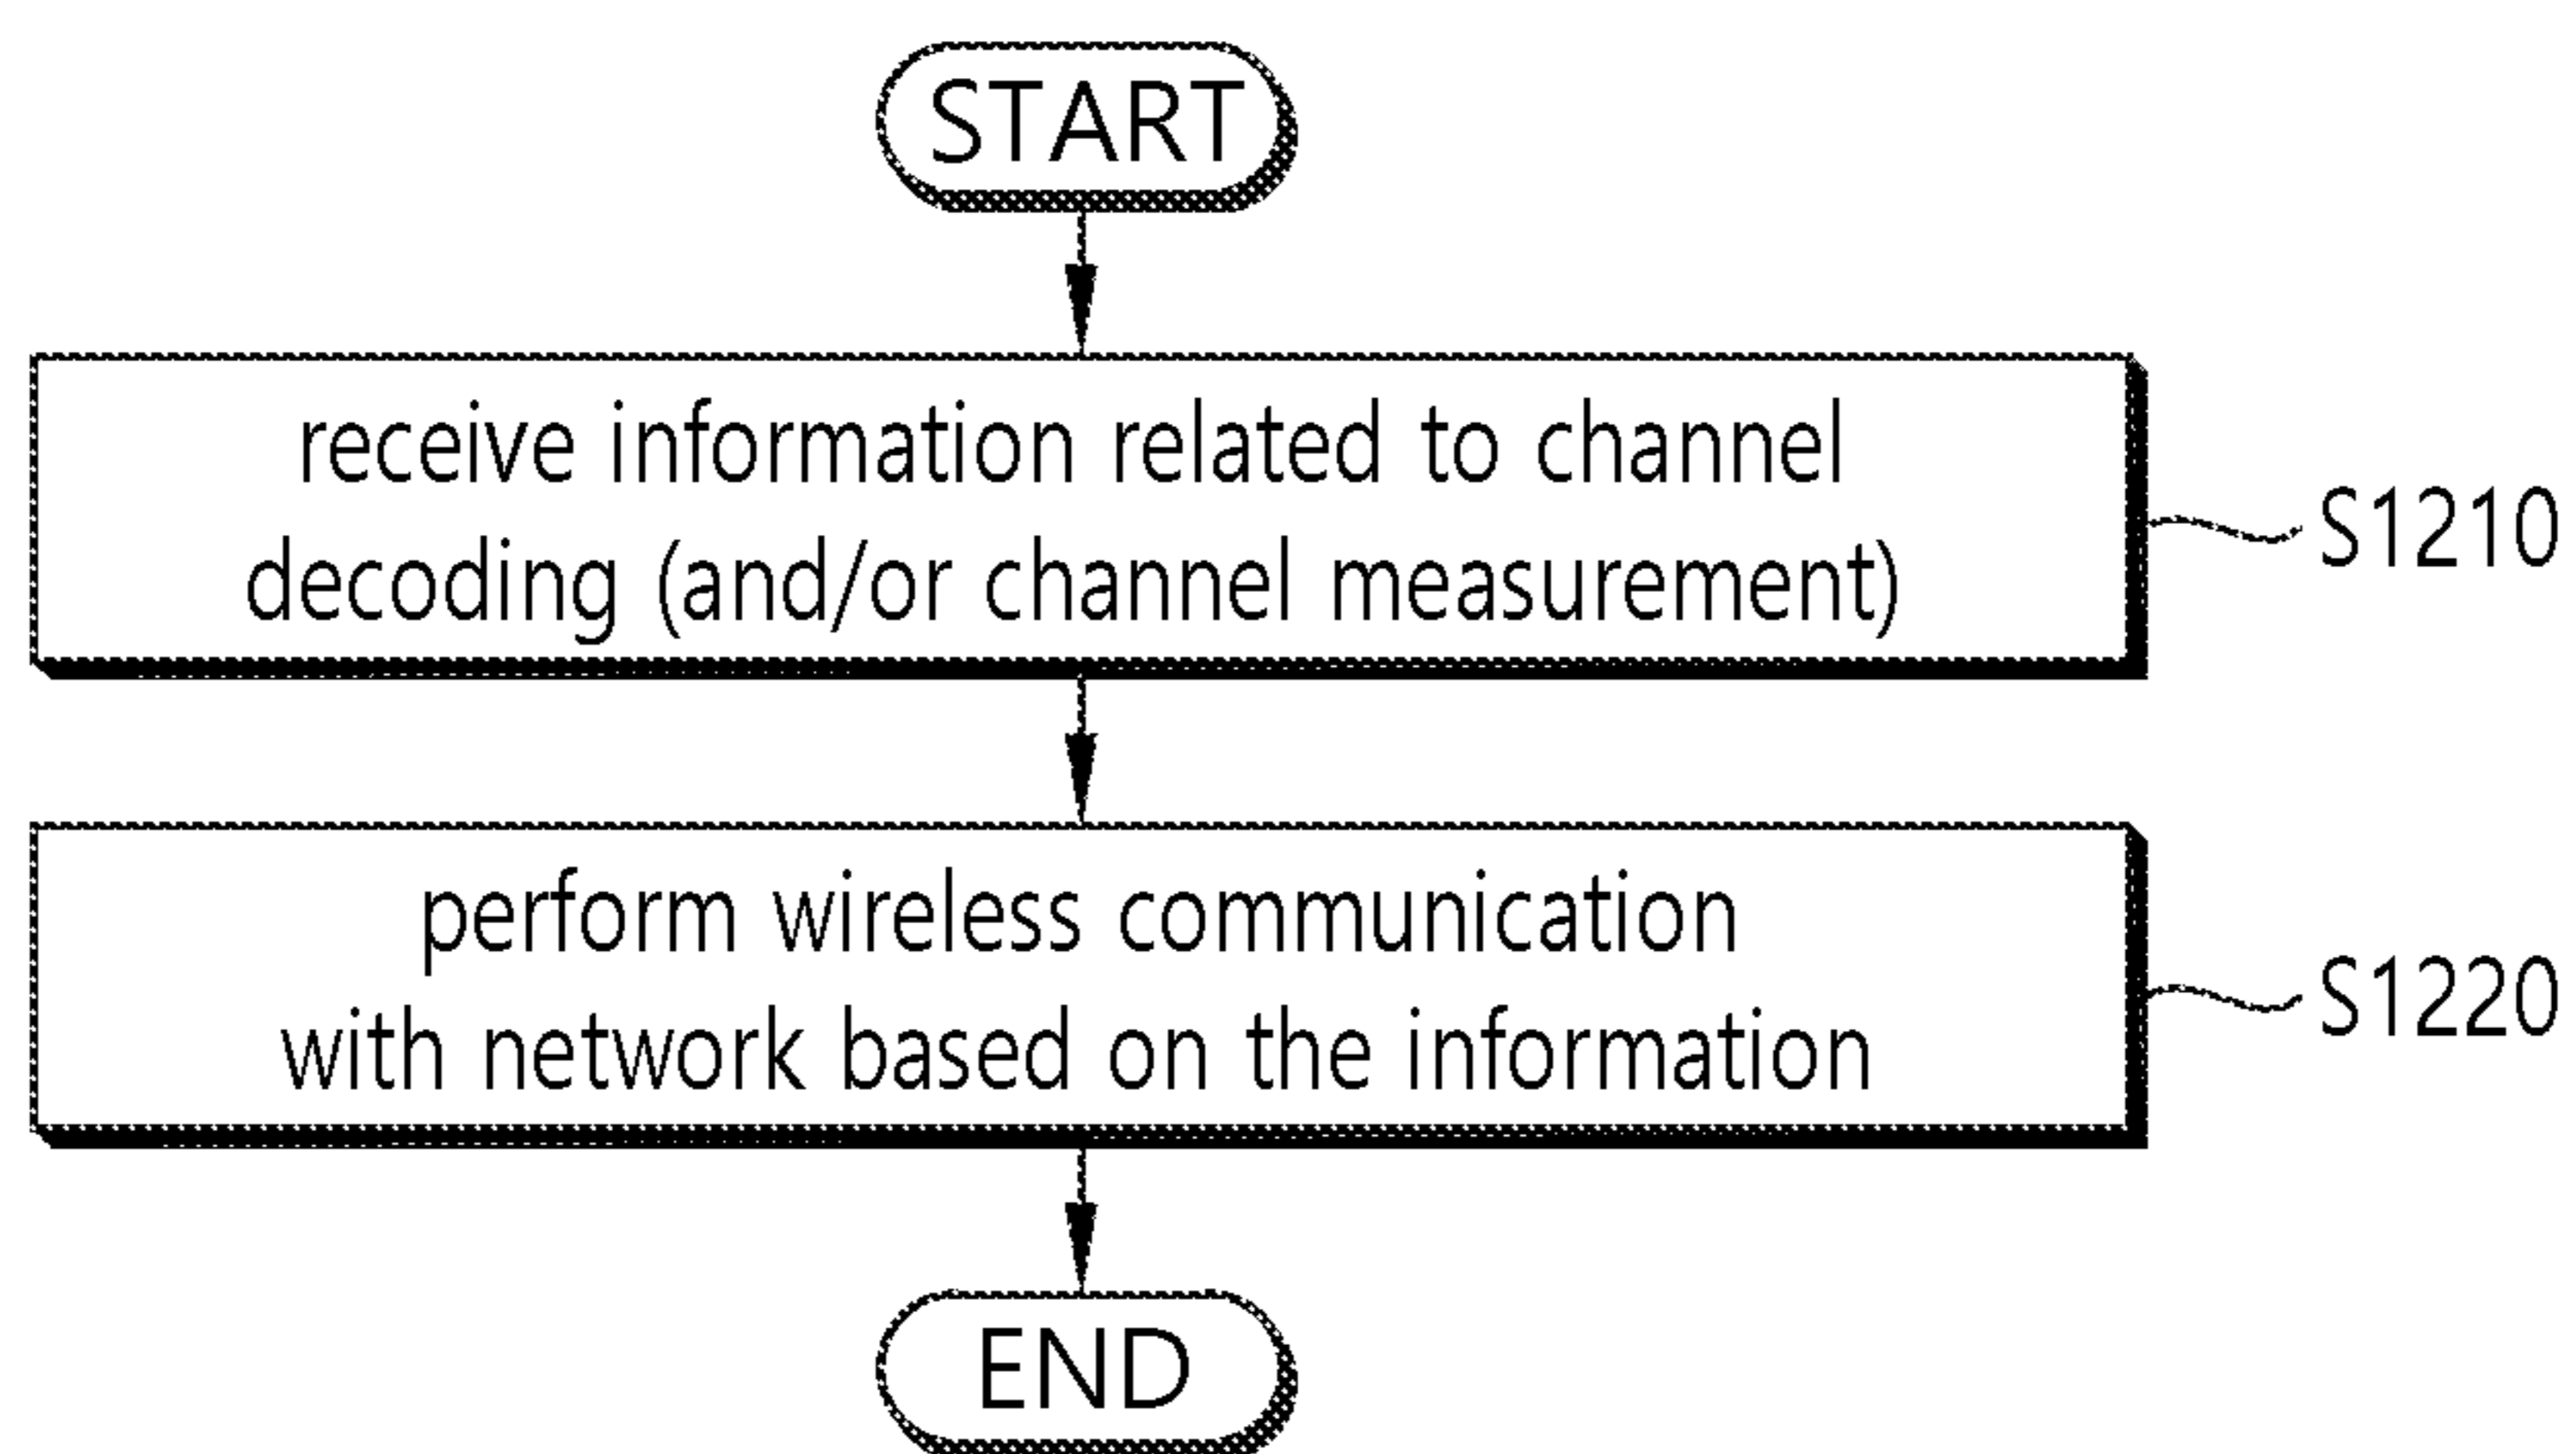 START
receive information related to channel
decoding (and/or channel measurement)
S1210
perform wireless communication
with network based on the information
S1220
END